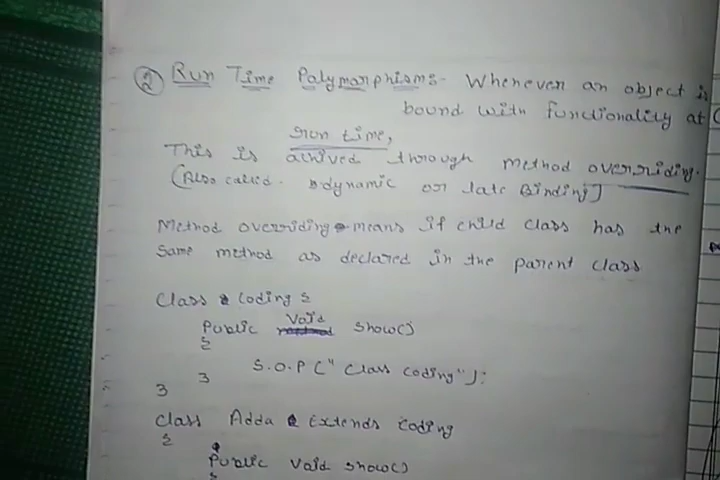 ② Run Time Polymorphisms- Whenever an object is
bound with functionality at
run time,
This is achived through method overriding.
(Also called dynamic or late Binding]
Method overriding means if child class has the
Same method as declared in the parent class
Class Coding {
Public Void show()
{
S.O.P (" Class Coding");
}
}
Class Adda Extends Coding
{
Public Void show()
{